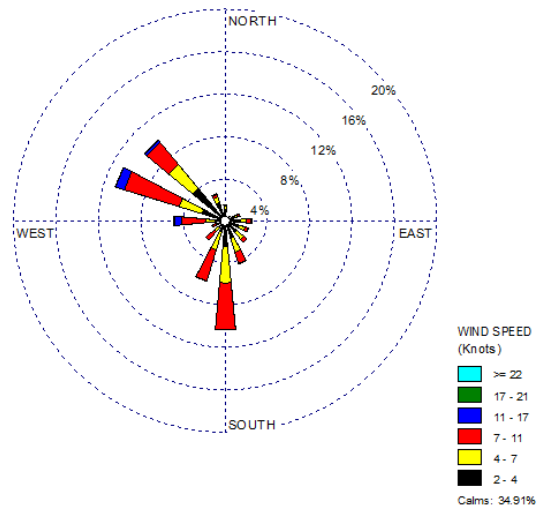 NORTH
20%
16%
12%
8%
4%
WEST
EAST
SOUTH
WIND SPEED
(Knots)
>= 22
17 - 21
11 - 17
7 - 11
4 - 7
2 - 4
Calms: 34.91%